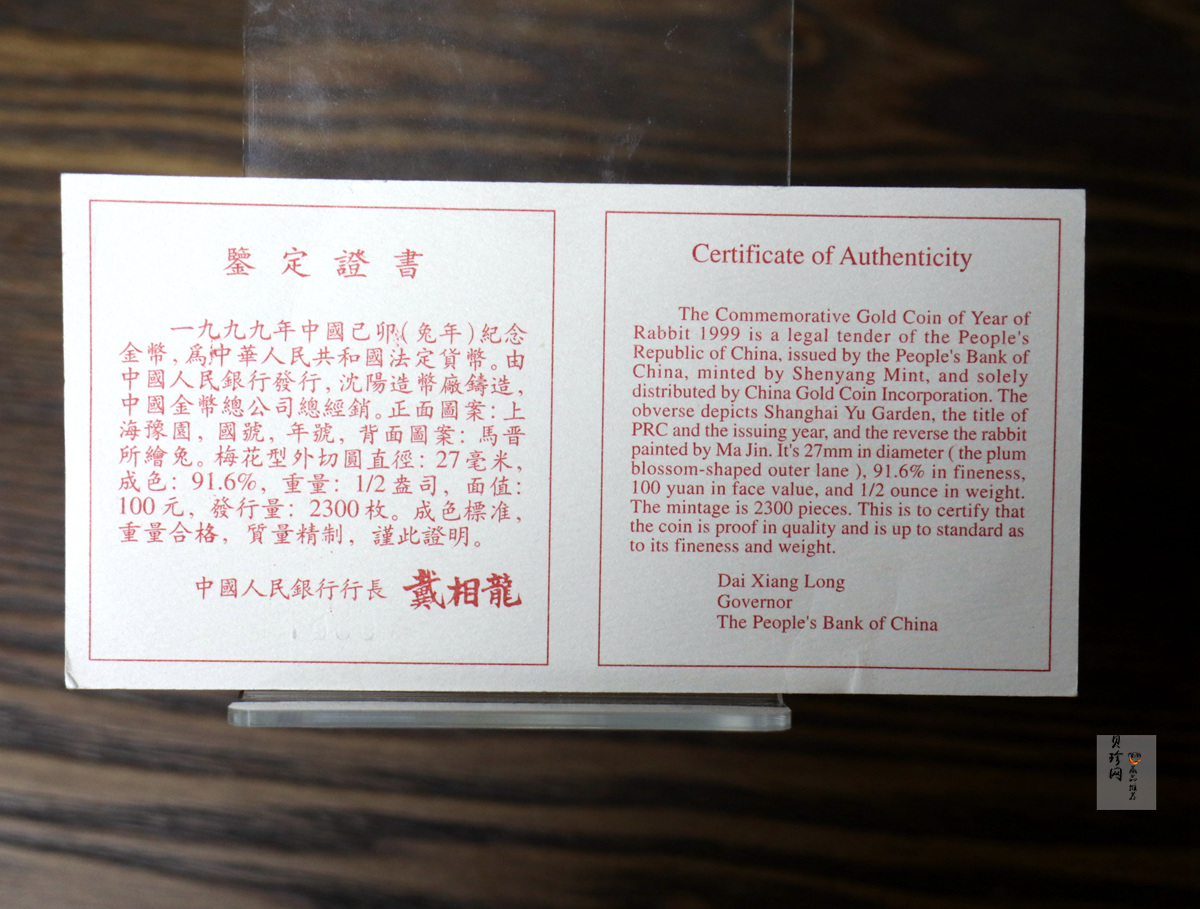 鑒定證書
一九九九年中國己卯(兔年)紀念
金幣，爲中華人民共和國法定貨幣。由
中國人民銀行發行，沈陽造幣廠鑄造，
中國金幣總公司總經銷。正面圖案：上
海豫園，國號，年號，背面圖案：馬晋
所繪兔。梅花型外切圓直徑：27毫米，
成色：91.6%，重量：1/2盎司，面值：
100元，發行量：2300枚。成色標准，
重量合格，質量精制，謹此證明。
中國人民銀行行長 戴相龍
Certificate of Authenticity
The Commemorative Gold Coin of Year of
Rabbit 1999 is a legal tender of the People's
Republic of China, issued by the People's Bank of
China, minted by Shenyang Mint, and solely
distributed by China Gold Coin Incorporation. The
obverse depicts Shanghai Yu Garden, the title of
PRC and the issuing year, and the reverse the rabbit
painted by Ma Jin. It's 27mm in diameter ( the plum
blossom-shaped outer lane ), 91.6% in fineness,
100 yuan in face value, and 1/2 ounce in weight.
The mintage is 2300 pieces. This is to certify that
the coin is proof in quality and is up to standard as
to its fineness and weight.
Dai Xiang Long
Governor
The People's Bank of China
贝珍网